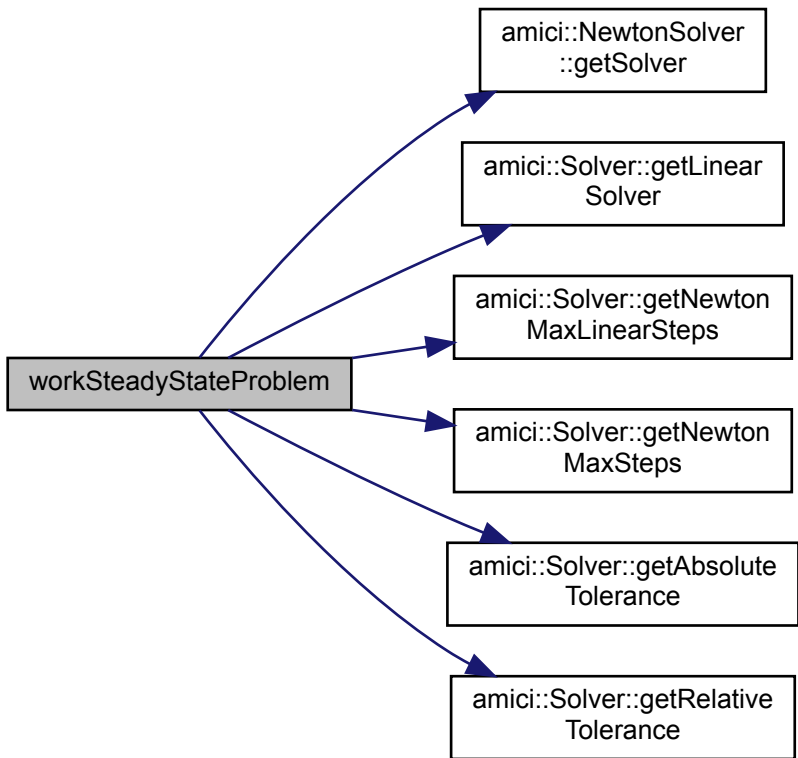 amici::NewtonSolver
::getSolver
amici::Solver::getLinear
Solver
amici::Solver::getNewton
MaxLinearSteps
workSteadyStateProblem
amici::Solver::getNewton
MaxSteps
amici::Solver::getAbsolute
Tolerance
amici::Solver::getRelative
Tolerance